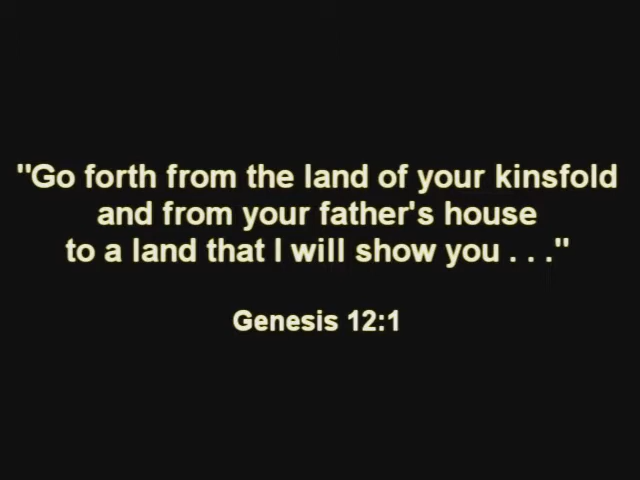 "Go forth from the land of your kinsfold
and from your father's house
to a land that I will show you . . ."
Genesis 12:1